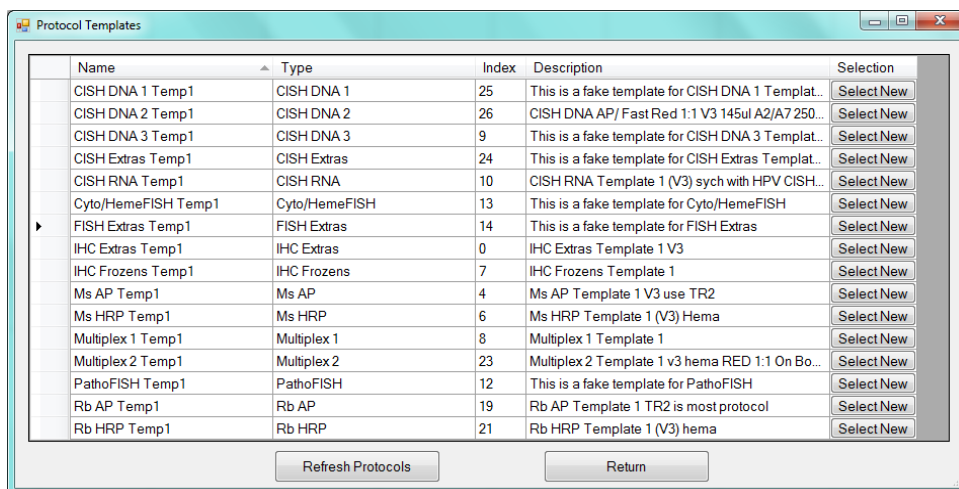 Protocol Templates
Name Type Index Description Selection
CISH DNA 1 Temp1 CISH DNA 1 25 This is a fake template for CISH DNA 1 Templat... Select New
CISH DNA 2 Temp1 CISH DNA 2 26 CISH DNA AP/ Fast Red 1:1 V3 145ul A2/A7 250... Select New
CISH DNA 3 Temp1 CISH DNA 3 9 This is a fake template for CISH DNA 3 Templat... Select New
CISH Extras Temp1 CISH Extras 24 This is a fake template for CISH Extras Templat... Select New
CISH RNA Temp1 CISH RNA 10 CISH RNA Template 1 (V3) sych with HPV CISH... Select New
Cyto/HemeFISH Temp1 Cyto/HemeFISH 13 This is a fake template for Cyto/HemeFISH Select New
FISH Extras Temp1 FISH Extras 14 This is a fake template for FISH Extras Select New
IHC Extras Temp1 IHC Extras 0 IHC Extras Template 1 V3 Select New
IHC Frozens Temp1 IHC Frozens 7 IHC Frozens Template 1 Select New
Ms AP Temp1 Ms AP 4 Ms AP Template 1 V3 use TR2 Select New
Ms HRP Temp1 Ms HRP 6 Ms HRP Template 1 (V3) Hema Select New
Multiplex 1 Temp1 Multiplex 1 8 Multiplex 1 Template 1 Select New
Multiplex 2 Temp1 Multiplex 2 23 Multiplex 2 Template 1 v3 hema RED 1:1 On Bo... Select New
PathoFISH Temp1 PathoFISH 12 This is a fake template for PathoFISH Select New
Rb AP Temp1 Rb AP 19 Rb AP Template 1 TR2 is most protocol Select New
Rb HRP Temp1 Rb HRP 21 Rb HRP Template 1 (V3) hema Select New
Refresh Protocols Return